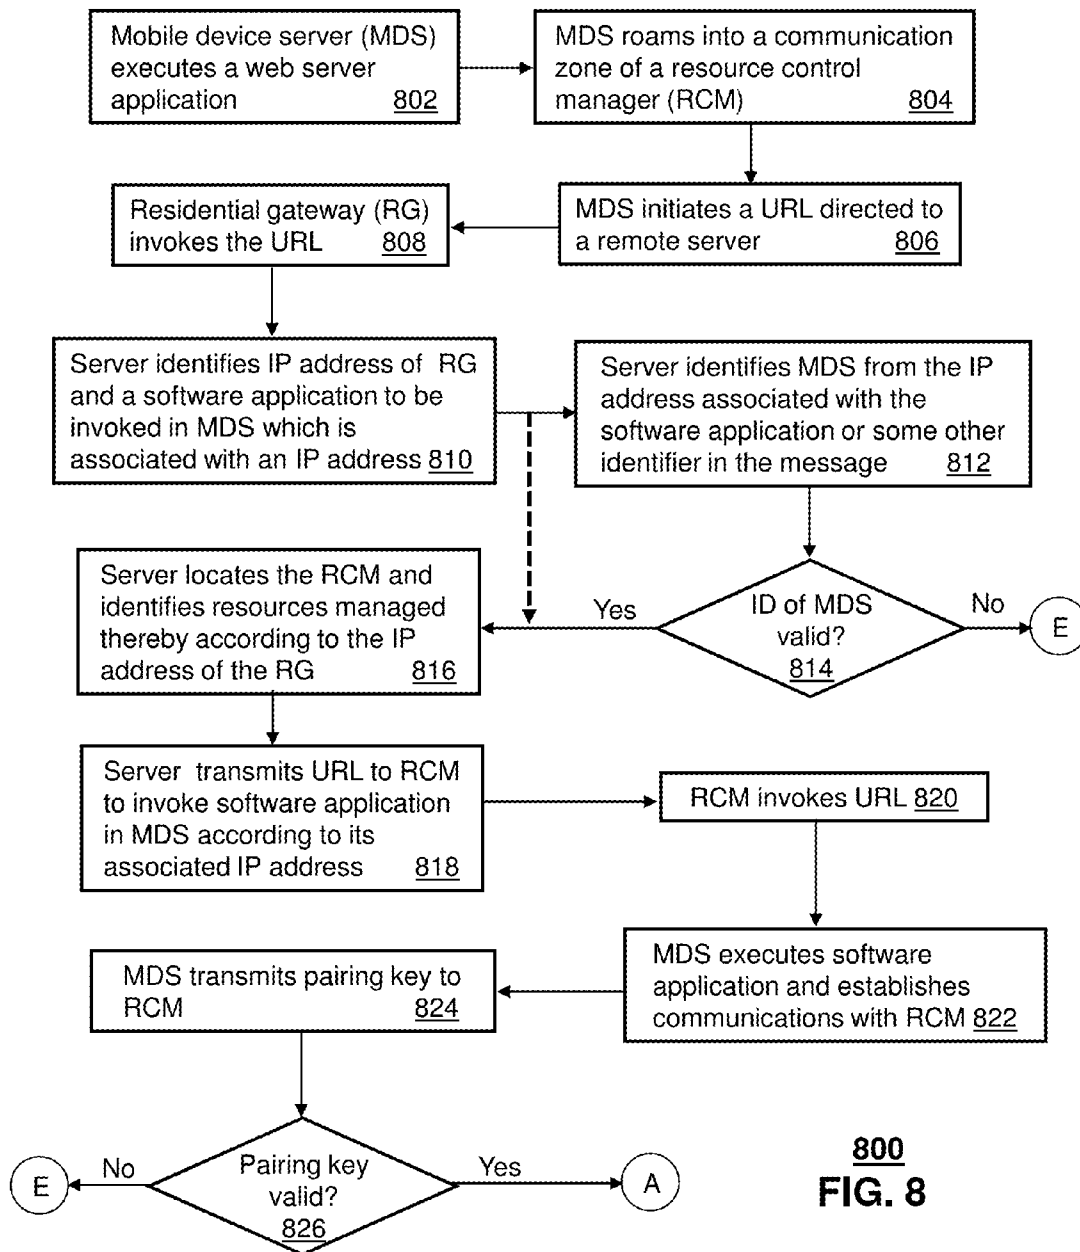 Mobile device server (MDS)
executes a web server
application 802
MDS roams into a communication
zone of a resource control
manager (RCM) 804
Residential gateway (RG)
invokes the URL 808
MDS initiates a URL directed to
a remote server 806
Server identifies IP address of RG
and a software application to be
invoked in MDS which is
associated with an IP address 810
Server identifies MDS from the IP
address associated with the
software application or some other
identifier in the message 812
Server locates the RCM and
identifies resources managed
thereby according to the IP
address of the RG 816
Yes
ID of MDS
valid?
814
No
E
Server transmits URL to RCM
to invoke software application
in MDS according to its
associated IP address 818
RCM invokes URL 820
MDS transmits pairing key to
RCM 824
MDS executes software
application and establishes
communications with RCM 822
E
No
Pairing key
valid?
826
Yes
A
800
FIG. 8